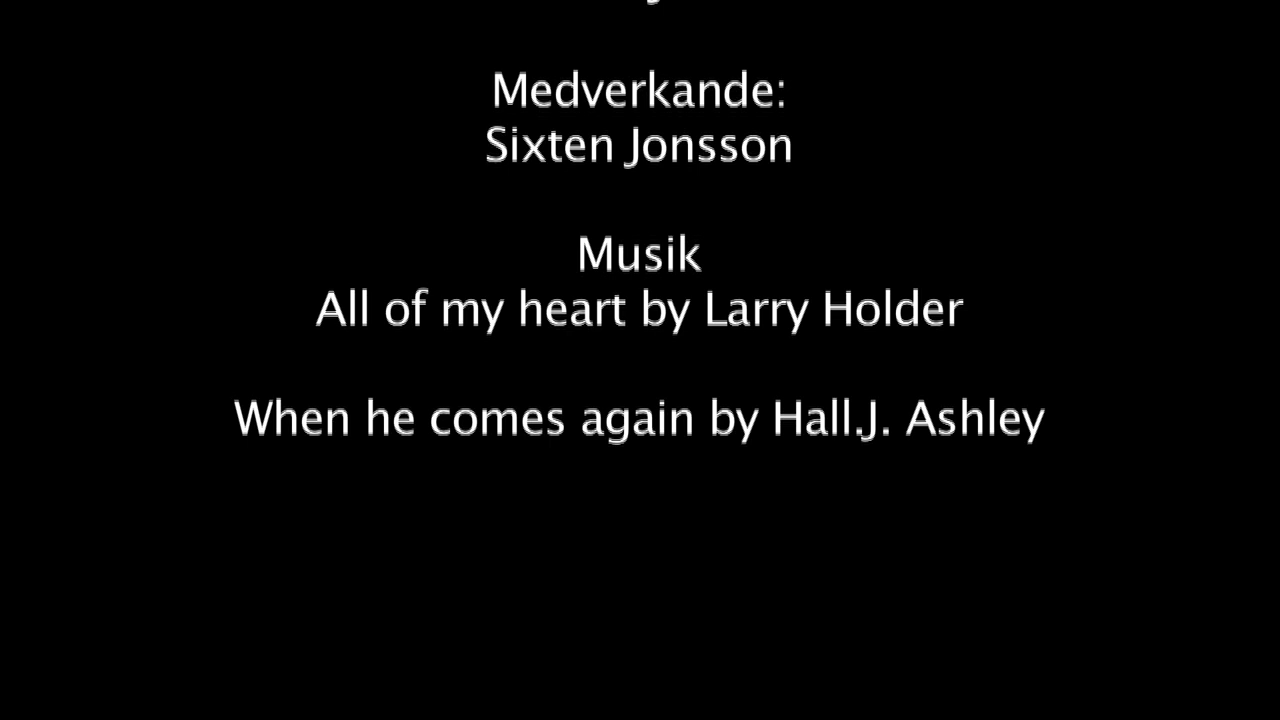 Medverkande:
Sixten Jonsson
Musik
All of my heart by Larry Holder
When he comes again by Hall.J. Ashley